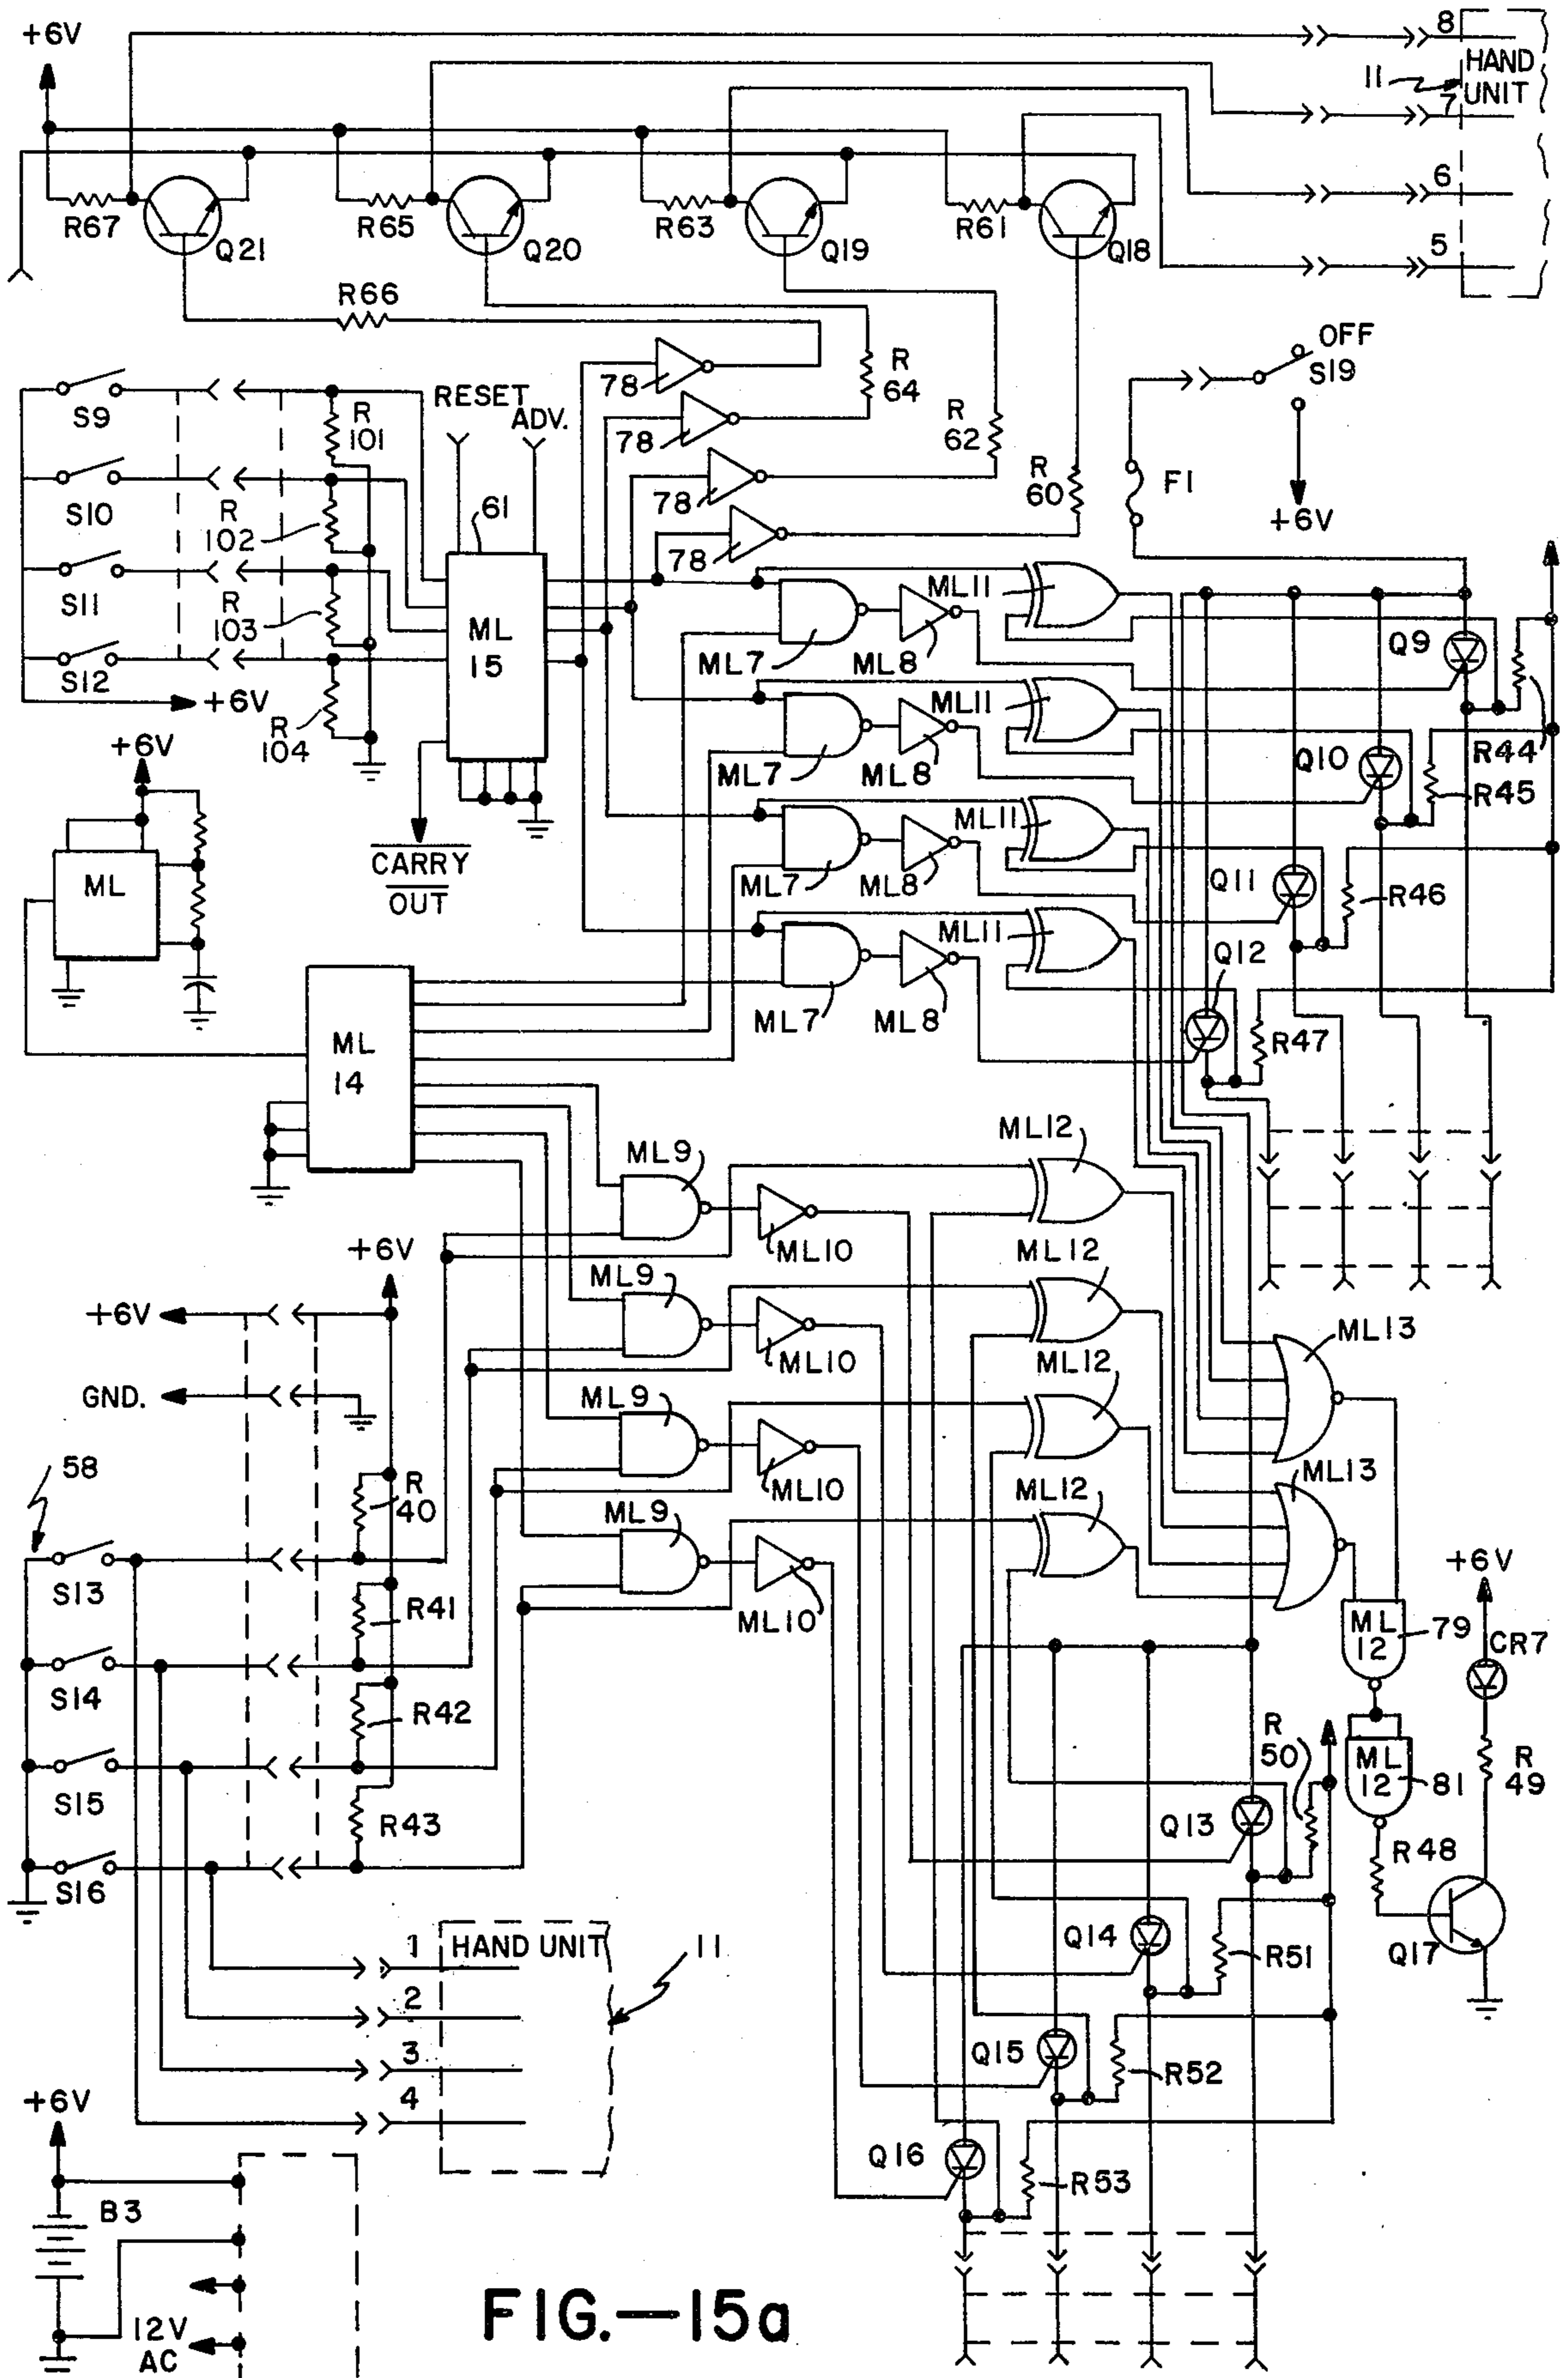 +6V
8
HAND
11
UNIT
7
6
5
R67
Q21
R65
Q20
R63
Q19
R61
Q18
R66
OFF
S19
78
R
64
S9
R
101
RESET
ADV.
78
R
62
S10
R
102
61
78
R
60
F1
+6V
S11
R
103
ML
15
78
ML11
ML7
ML8
Q9
S12
+6V
R
104
ML11
+6V
ML7
ML8
Q10
R44
R45
CARRY
OUT
ML
ML11
ML7
ML8
Q11
R46
ML11
Q12
ML7
ML8
R47
ML
14
ML9
ML12
ML10
+6V
ML12
ML9
+6V
ML10
ML13
ML12
GND.
ML9
58
R
40
ML10
ML12
ML13
ML9
+6V
S13
R41
ML10
ML
12
79
CR7
S14
R42
R
50
ML
12
81
R
49
S15
R43
Q13
R48
S16
1
HAND UNIT
11
Q14
R51
Q17
2
3
Q15
R52
4
+6V
Q16
R53
B3
12V
AC
FIG.—15a